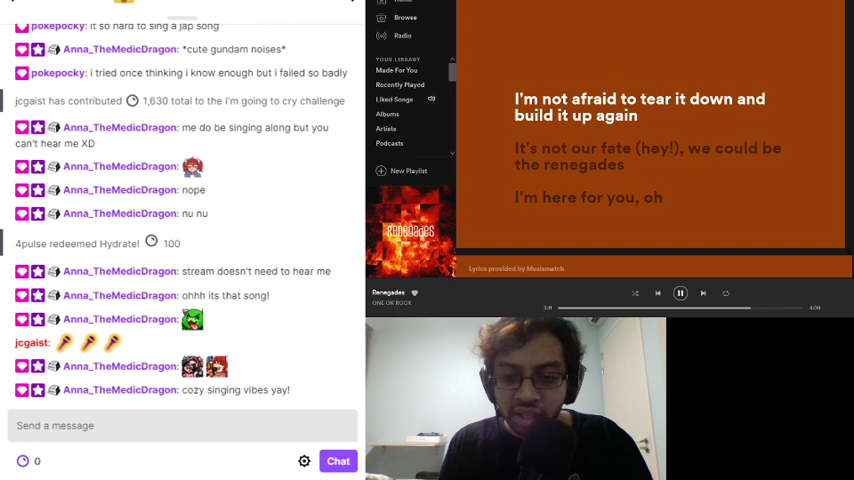 pokepocky: it so hard to sing a jap song
Anna_TheMedicDragon: *cute gundam noises*
pokepocky: i tried once thinking i know enough but i failed so badly
jcgaist has contributed 1,630 total to the I'm going to cry challenge
Anna_TheMedicDragon: me do be singing along but you
can't hear me XD
Anna_TheMedicDragon:
Anna_TheMedicDragon: nope
Anna_TheMedicDragon: nu nu
4pulse redeemed Hydrate! 100
Anna_TheMedicDragon: stream doesn't need to hear me
Anna_TheMedicDragon: ohhh its that song!
Anna_TheMedicDragon:
jcgaist:
Anna_TheMedicDragon:
Anna_TheMedicDragon: cozy singing vibes yay!
Send a message
0
Chat
Browse
Radio
YOUR LIBRARY
Made For You
Recently Played
Liked Songs
Albums
Artists
Podcasts
New Playlist
RENEGADES
Renegades
ONE OK ROCK
I'm not afraid to tear it down and
build it up again
It's not our fate (hey!), we could be
the renegades
I'm here for you, oh
Lyrics provided by Musixmatch
4:04